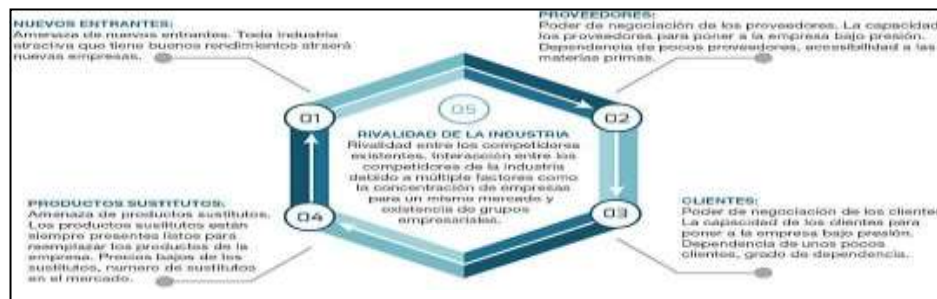 NUEVOS ENTRANTES:
Amenaza de nuevos entrantes. Toda industria
atractiva que tiene buenos rendimientos atraerá
nuevas empresas.
PROVEEDORES:
Poder de negociación de los proveedores. La capacidad
los proveedores para poner a la empresa bajo presión.
Dependencia de pocos proveedores, accesibilidad a las
materias primas.
01
02
05
RIVALIDAD DE LA INDUSTRIA
Rivalidad entre los competidores
existentes. Interacción entre los
competidores de la industria
debido a múltiple factores como
la concentración de empresas
para un mismo mercado y
existencia de grupos
empresariales.
04
03
PRODUCTOS SUSTITUTOS:
Amenaza de productos sustitutos.
Los productos sustitutos están
siempre presentes listos para
reemplazar los productos de la
empresa. Precios bajos de los
sustitutos, numero de sustitutos
en el mercado.
CLIENTES:
Poder de negociación de los cliente
La capacidad de los clientes para
poner a la empresa bajo presión.
Dependencia de unos pocos
clientes, grado de dependencia.